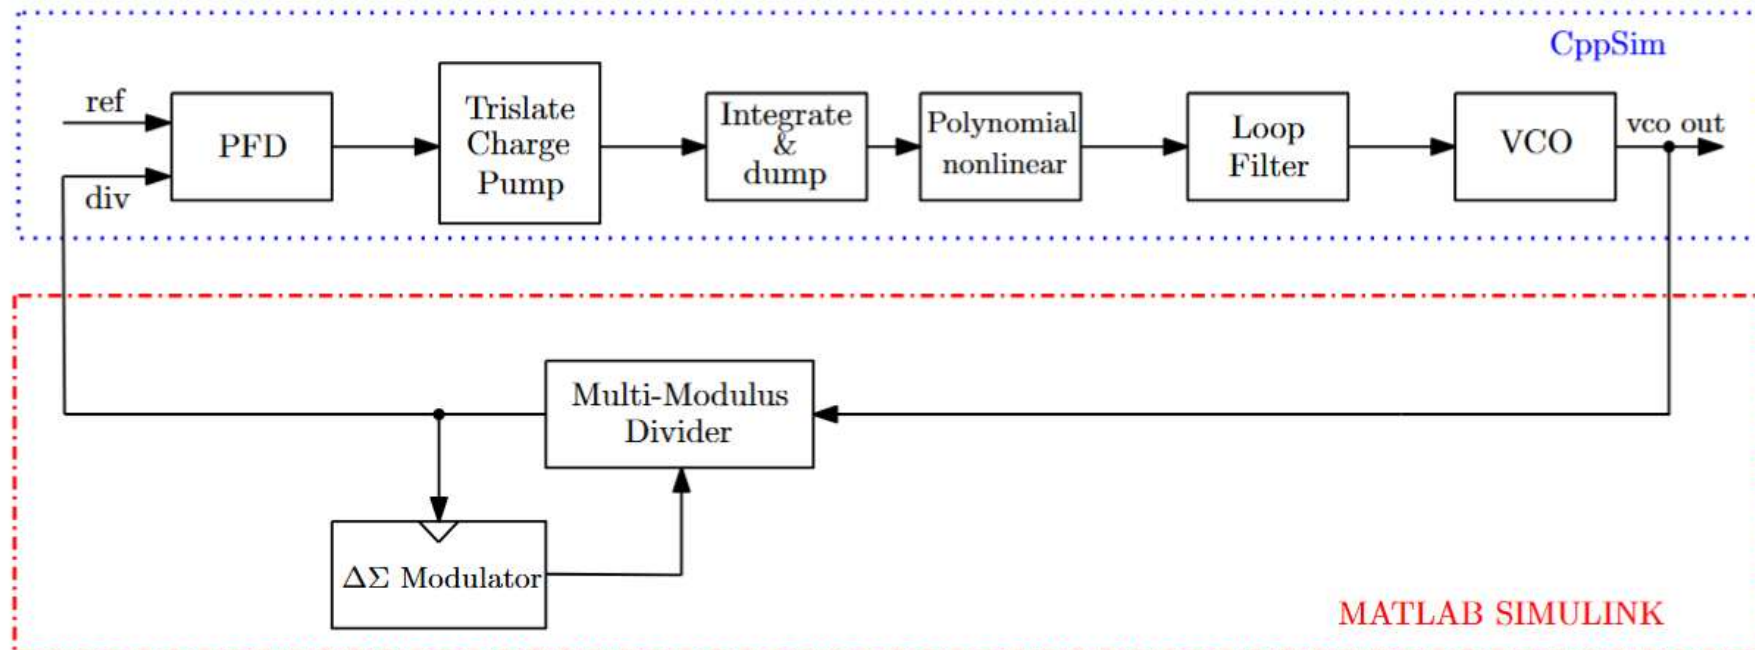 CppSim
ref
div
PFD
Trislate
Charge
Pump
Integrate
&
dump
Polynomial
nonlinear
Loop
Filter
VCO
vco out
Multi-Modulus
Divider
ΔΣ Modulator
MATLAB SIMULINK